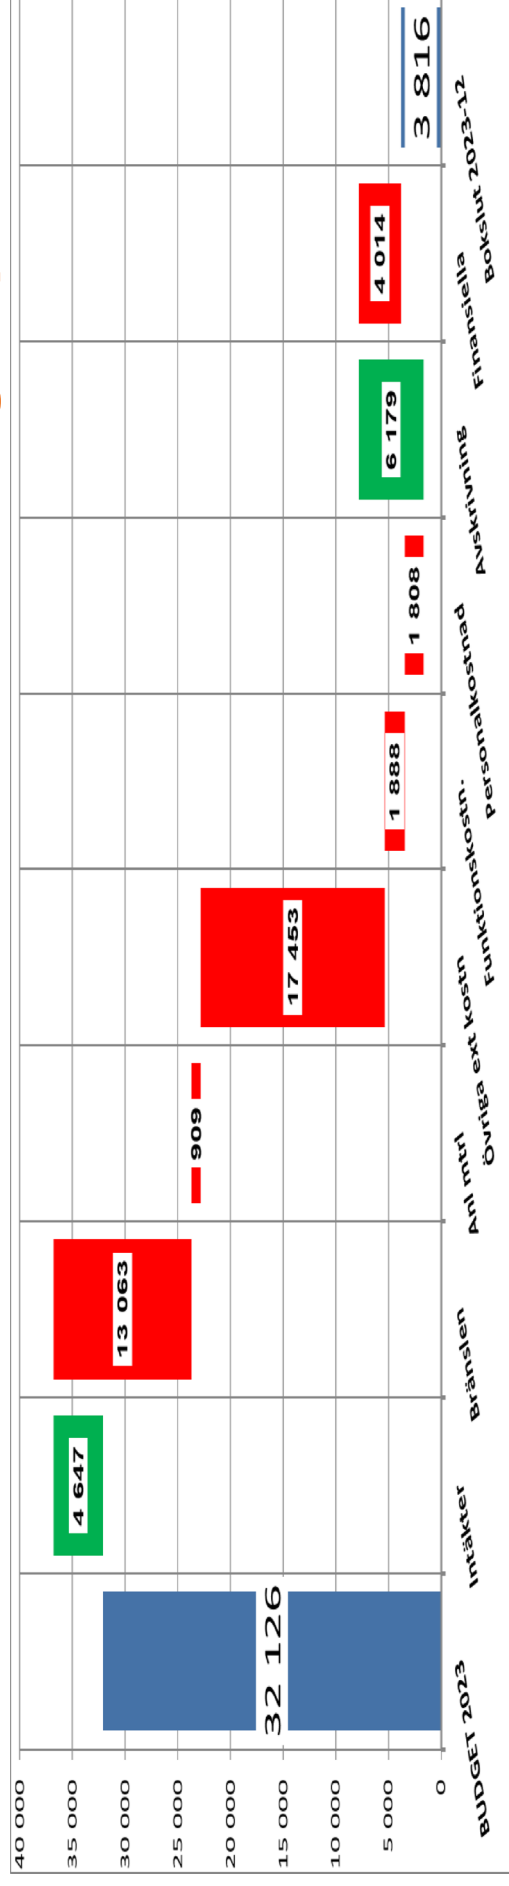 40 000
35 000
30 000
25 000
20 000
15 000
10 000
5 000
0
32 126
4 647
13 063
909
17 453
1 888
1 808
6 179
4 014
3 816
BUDGET 2023
Intäkter
Bränslen
Anl mtrl
Övriga ext kostn
Funktionskostn.
Personalkostnad
Avskrivning
Finansiella
Bokslut 2023-12